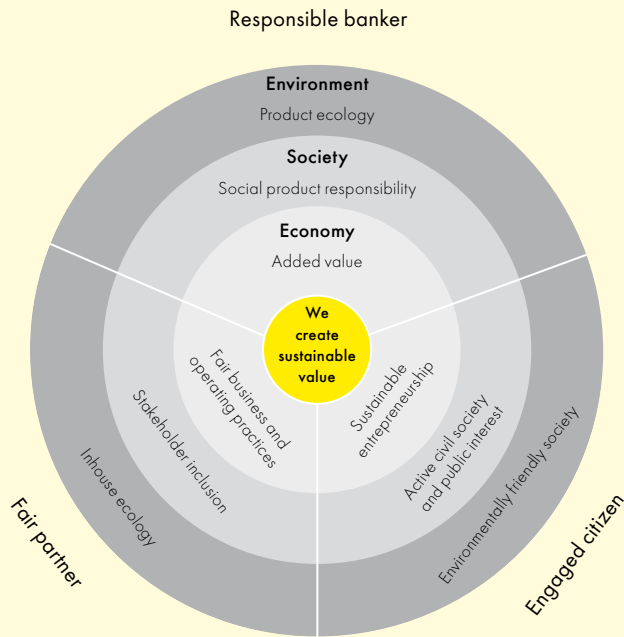 Responsible banker
Environment
Product ecology
Society
Social product responsibility
Economy
Added value
We
create
sustainable
value
Fair business and
operating practices
Stakeholder inclusion
Inhouse ecology
Fair partner
Sustainable
entrepreneurship
Active civil society
and public interest
Environmentally friendly society
Engaged citizen